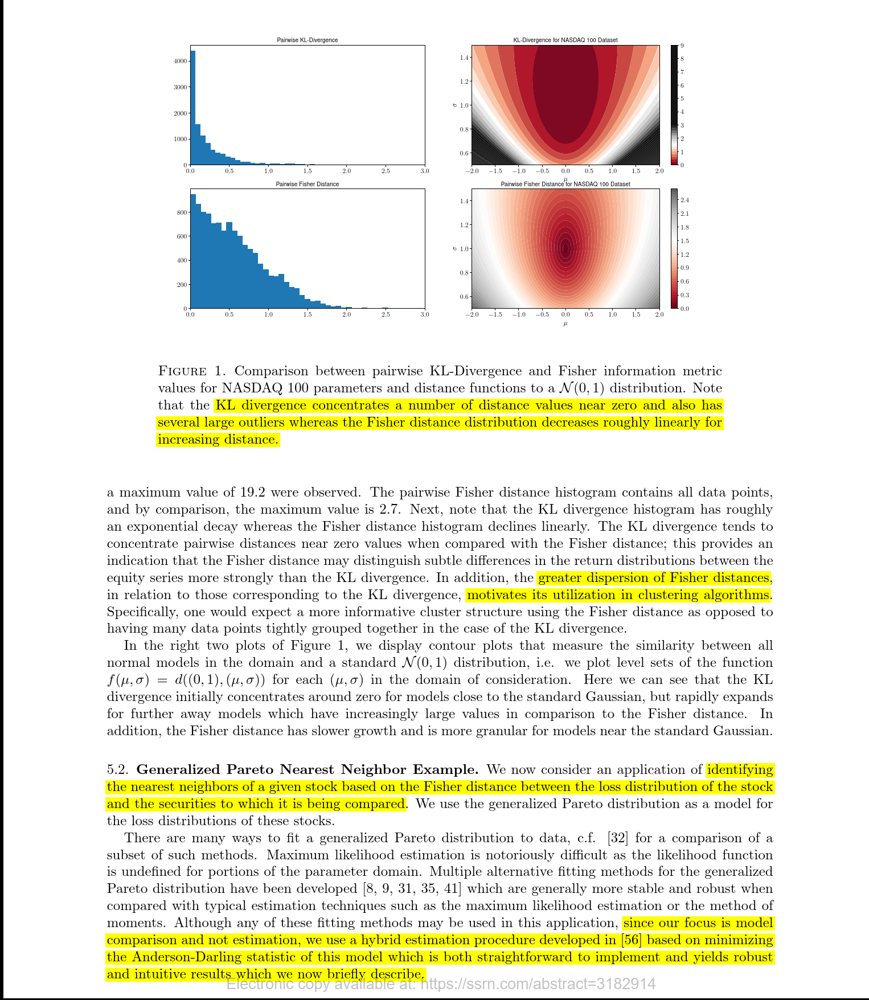 Pairwise KL-Divergence
4000
3000
2000
1000
0
0.0 0.5 1.0 1.5 2.0 2.5 3.0
KL-Divergence for NASDAQ 100 Dataset
1.4
1.2
1.0
0.8
0.6
σ
−2.0 −1.5 −1.0 −0.5 0.0 0.5 1.0 1.5 2.0
μ
9
8
7
6
5
4
3
2
1
0
Pairwise Fisher Distance
800
600
400
200
0
0.0 0.5 1.0 1.5 2.0 2.5 3.0
Pairwise Fisher Distance for NASDAQ 100 Dataset
1.4
1.2
1.0
0.8
0.6
σ
−2.0 −1.5 −1.0 −0.5 0.0 0.5 1.0 1.5 2.0
μ
2.4
2.1
1.8
1.5
1.2
0.9
0.6
0.3
0.0
FIGURE 1. Comparison between pairwise KL-Divergence and Fisher information metric
values for NASDAQ 100 parameters and distance functions to a 𝒩(0, 1) distribution. Note
that the KL divergence concentrates a number of distance values near zero and also has
several large outliers whereas the Fisher distance distribution decreases roughly linearly for
increasing distance.
a maximum value of 19.2 were observed. The pairwise Fisher distance histogram contains all data points,
and by comparison, the maximum value is 2.7. Next, note that the KL divergence histogram has roughly
an exponential decay whereas the Fisher distance histogram declines linearly. The KL divergence tends to
concentrate pairwise distances near zero values when compared with the Fisher distance; this provides an
indication that the Fisher distance may distinguish subtle differences in the return distributions between the
equity series more strongly than the KL divergence. In addition, the greater dispersion of Fisher distances,
in relation to those corresponding to the KL divergence, motivates its utilization in clustering algorithms.
Specifically, one would expect a more informative cluster structure using the Fisher distance as opposed to
having many data points tightly grouped together in the case of the KL divergence.
In the right two plots of Figure 1, we display contour plots that measure the similarity between all
normal models in the domain and a standard 𝒩(0, 1) distribution, i.e. we plot level sets of the function
f(μ, σ) = d((0, 1), (μ, σ)) for each (μ, σ) in the domain of consideration. Here we can see that the KL
divergence initially concentrates around zero for models close to the standard Gaussian, but rapidly expands
for further away models which have increasingly large values in comparison to the Fisher distance. In
addition, the Fisher distance has slower growth and is more granular for models near the standard Gaussian.
5.2. Generalized Pareto Nearest Neighbor Example. We now consider an application of identifying
the nearest neighbors of a given stock based on the Fisher distance between the loss distribution of the stock
and the securities to which it is being compared. We use the generalized Pareto distribution as a model for
the loss distributions of these stocks.
There are many ways to fit a generalized Pareto distribution to data, c.f. [32] for a comparison of a
subset of such methods. Maximum likelihood estimation is notoriously difficult as the likelihood function
is undefined for portions of the parameter domain. Multiple alternative fitting methods for the generalized
Pareto distribution have been developed [8, 9, 31, 35, 41] which are generally more stable and robust when
compared with typical estimation techniques such as the maximum likelihood estimation or the method of
moments. Although any of these fitting methods may be used in this application, since our focus is model
comparison and not estimation, we use a hybrid estimation procedure developed in [56] based on minimizing
the Anderson-Darling statistic of this model which is both straightforward to implement and yields robust
and intuitive results which we now briefly describe.
Electronic copy available at: https://ssrn.com/abstract=3182914